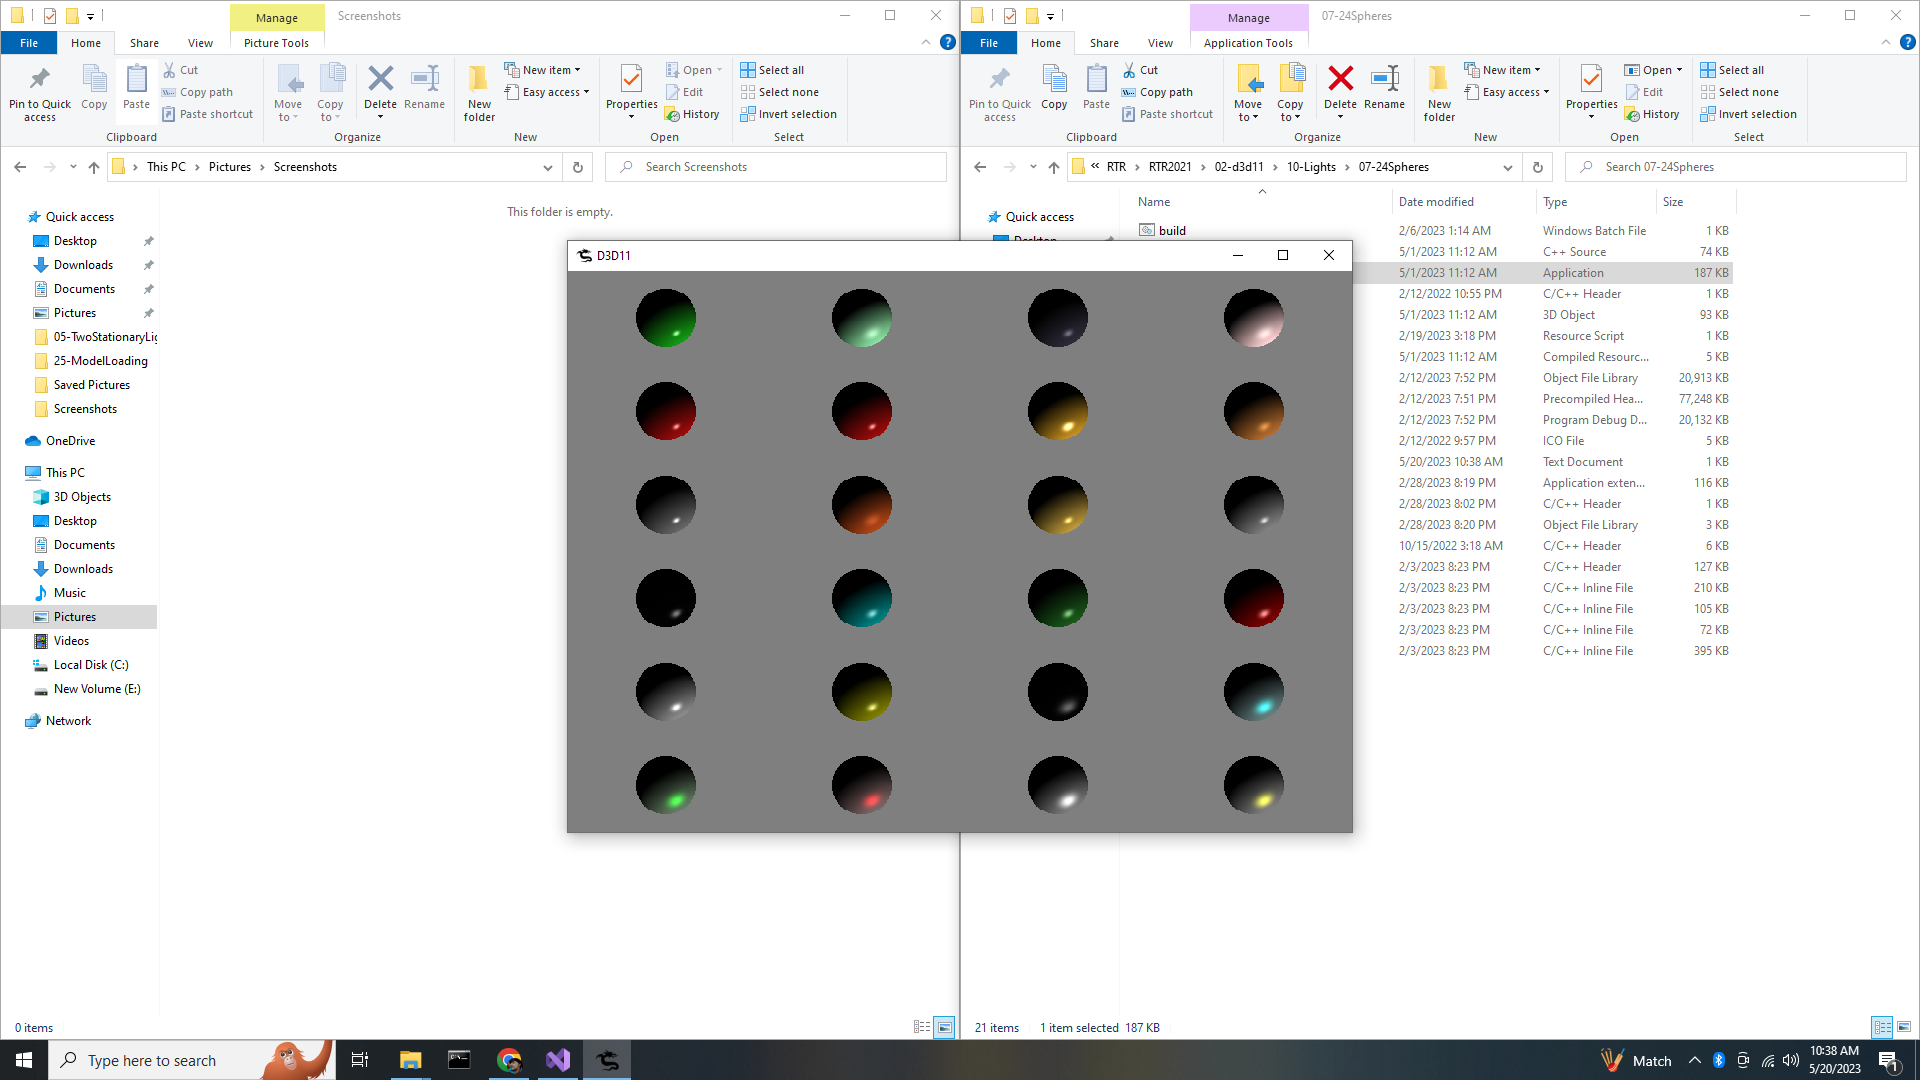 Manage
Screenshots
File
Home
Share
View
Picture Tools
Pin to Quick access
Copy
Paste
Cut
Copy path
Paste shortcut
Clipboard
Move to
Copy to
Delete
Rename
Organize
New folder
New item
Easy access
New
Properties
Open
Edit
History
Open
Select all
Select none
Invert selection
Select
This PC
Pictures
Screenshots
Search Screenshots
Quick access
Desktop
Downloads
Documents
Pictures
05-TwoStationaryLi
25-ModelLoading
Saved Pictures
Screenshots
OneDrive
This PC
3D Objects
Desktop
Documents
Downloads
Music
Pictures
Videos
Local Disk (C:)
New Volume (E:)
Network
This folder is empty.
0 items
Manage
07-24Spheres
File
Home
Share
View
Application Tools
Pin to Quick access
Copy
Paste
Cut
Copy path
Paste shortcut
Clipboard
Move to
Copy to
Delete
Rename
Organize
New folder
New item
Easy access
New
Properties
Open
Edit
History
Open
Select all
Select none
Invert selection
Select
« RTR
RTR2021
02-d3d11
10-Lights
07-24Spheres
Search 07-24Spheres
Quick access
Desktop
Name Date modified Type Size
build 2/6/2023 1:14 AM Windows Batch File 1 KB
5/1/2023 11:12 AM C++ Source 74 KB
5/1/2023 11:12 AM Application 187 KB
2/12/2022 10:55 PM C/C++ Header 1 KB
5/1/2023 11:12 AM 3D Object 93 KB
2/19/2023 3:18 PM Resource Script 1 KB
5/1/2023 11:12 AM Compiled Resourc... 5 KB
2/12/2023 7:52 PM Object File Library 20,913 KB
2/12/2023 7:51 PM Precompiled Hea... 77,248 KB
2/12/2023 7:52 PM Program Debug D... 20,132 KB
2/12/2022 9:57 PM ICO File 5 KB
5/20/2023 10:38 AM Text Document 1 KB
2/28/2023 8:19 PM Application exten... 116 KB
2/28/2023 8:02 PM C/C++ Header 1 KB
2/28/2023 8:20 PM Object File Library 3 KB
10/15/2022 3:18 AM C/C++ Header 6 KB
2/3/2023 8:23 PM C/C++ Header 127 KB
2/3/2023 8:23 PM C/C++ Inline File 210 KB
2/3/2023 8:23 PM C/C++ Inline File 105 KB
2/3/2023 8:23 PM C/C++ Inline File 72 KB
2/3/2023 8:23 PM C/C++ Inline File 395 KB
21 items 1 item selected 187 KB
D3D11
Type here to search
Match
10:38 AM
5/20/2023
1